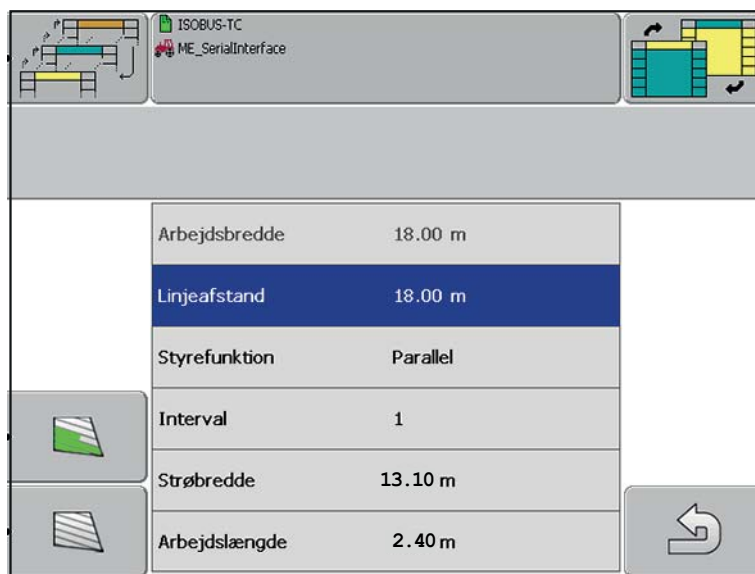 ISOBUS-TC
ME_SerialInterface
Arbejdsbredde 18.00 m
Linjeafstand 18.00 m
Styrefunktion Parallel
Interval 1
Strøbredde 13.10 m
Arbejdslængde 2.40 m